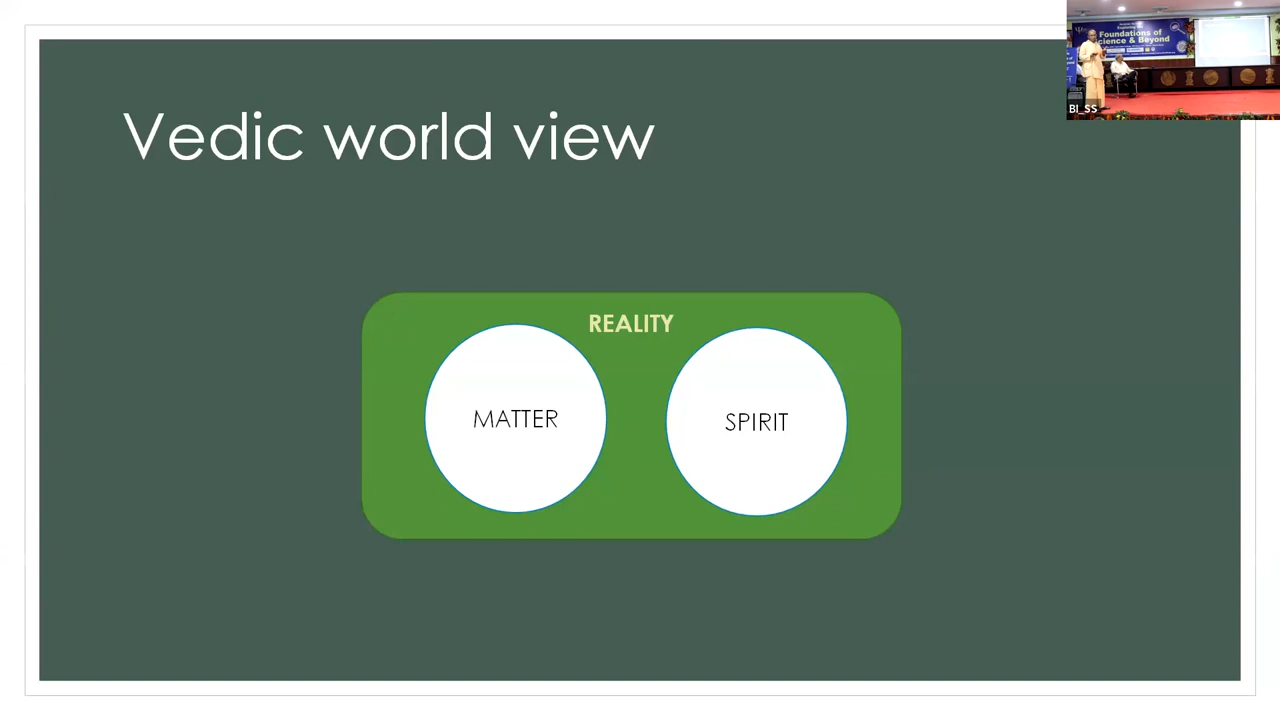 Vedic world view
REALITY
MATTER
SPIRIT
Foundations of
Science & Beyond
BI_SS